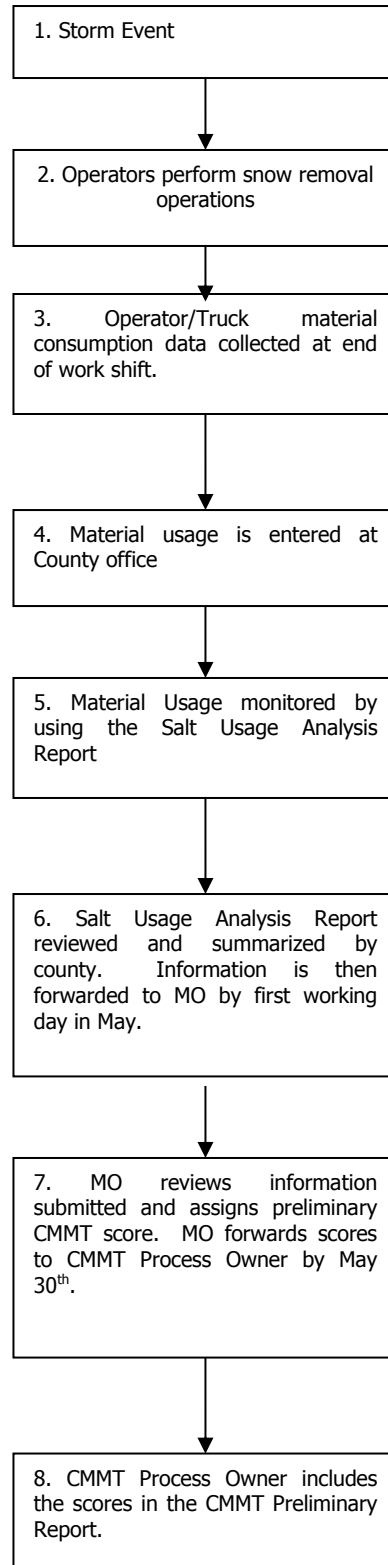 1. Storm Event
2. Operators perform snow removal
operations
3. Operator/Truck material
consumption data collected at end
of work shift.
4. Material usage is entered at
County office
5. Material Usage monitored by
using the Salt Usage Analysis
Report
6. Salt Usage Analysis Report
reviewed and summarized by
county. Information is then
forwarded to MO by first working
day in May.
7. MO reviews information
submitted and assigns preliminary
CMMT score. MO forwards scores
to CMMT Process Owner by May
30th.
8. CMMT Process Owner includes
the scores in the CMMT Preliminary
Report.